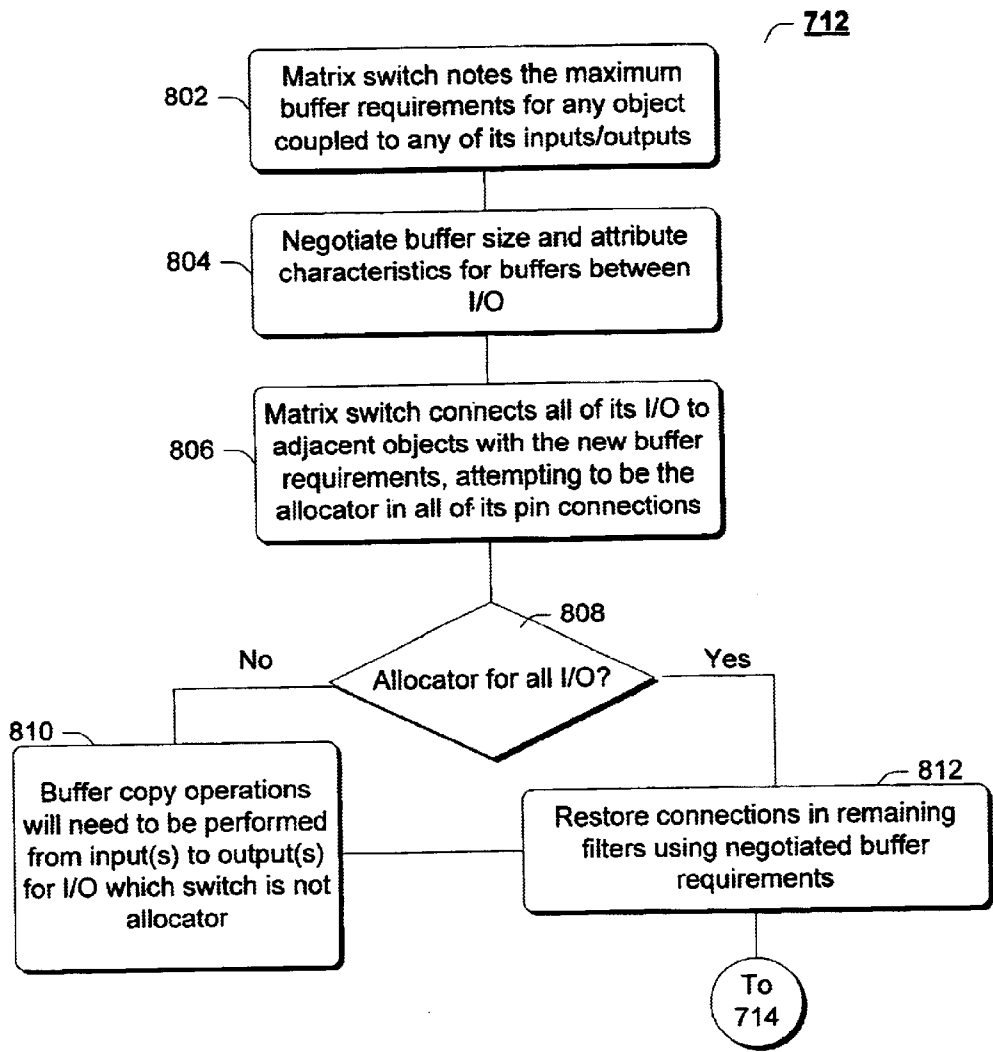 712
802
Matrix switch notes the maximum
buffer requirements for any object
coupled to any of its inputs/outputs
804
Negotiate buffer size and attribute
characteristics for buffers between
I/O
806
Matrix switch connects all of its I/O to
adjacent objects with the new buffer
requirements, attempting to be the
allocator in all of its pin connections
808
No
Allocator for all I/O?
Yes
810
Buffer copy operations
will need to be performed
from input(s) to output(s)
for I/O which switch is not
allocator
812
Restore connections in remaining
filters using negotiated buffer
requirements
To
714